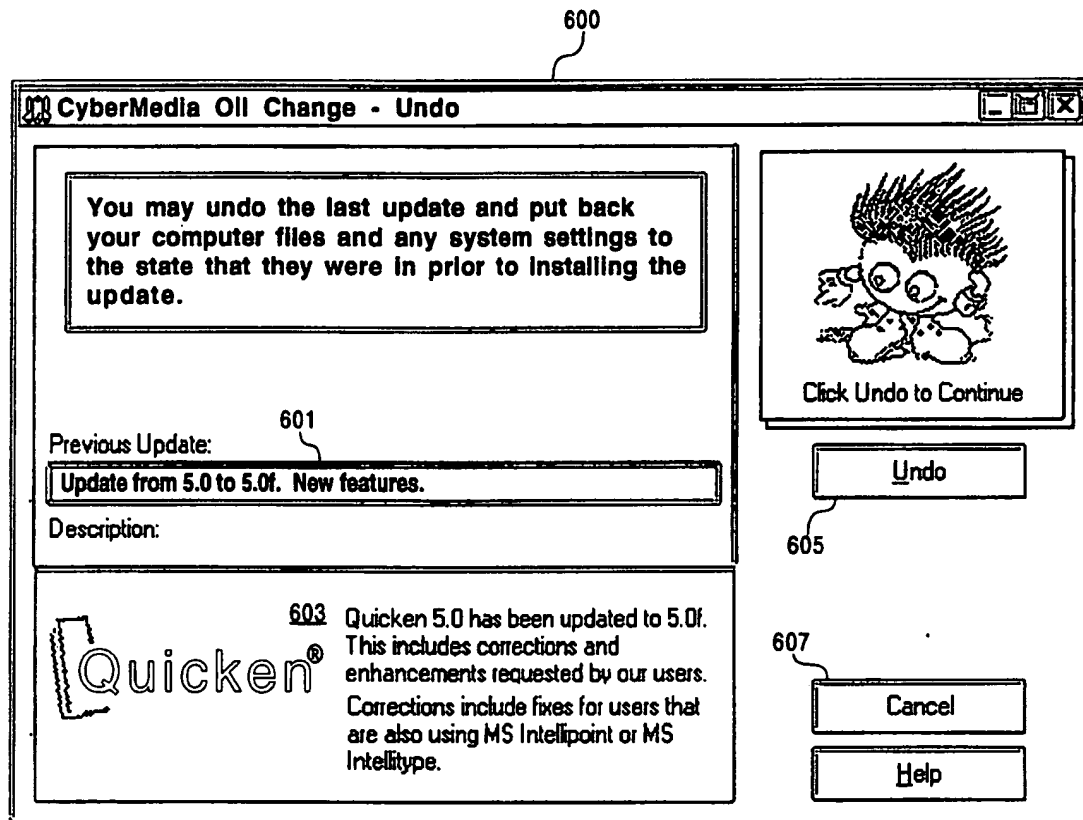 600
CyberMedia Oil Change - Undo
You may undo the last update and put back
your computer files and any system settings to
the state that they were in prior to installing the
update.
Click Undo to Continue
Previous Update:
601
Update from 5.0 to 5.0f. New features.
Description:
Undo
605
Quicken®
603
Quicken 5.0 has been updated to 5.0f.
This includes corrections and
enhancements requested by our users.
Corrections include fixes for users that
are also using MS Intellipoint or MS
Intellitype.
607
Cancel
Help